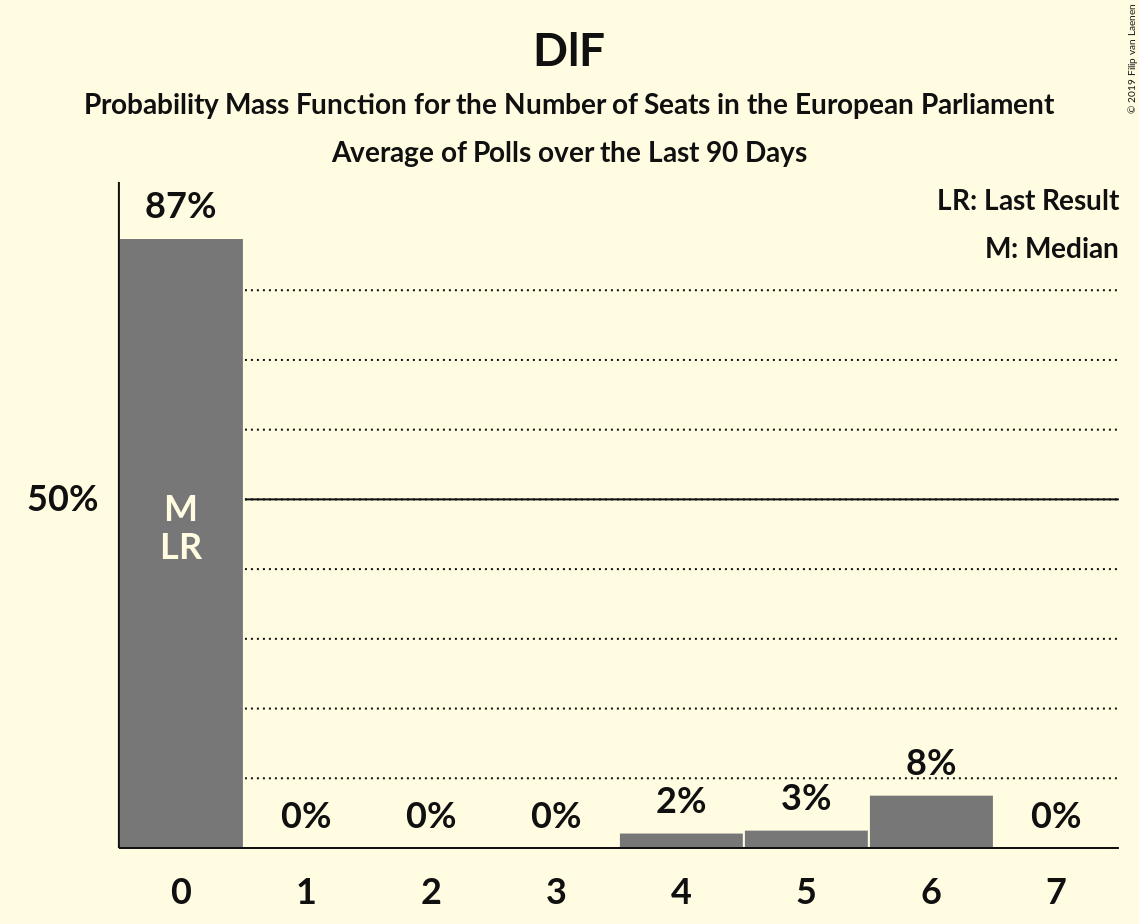 DIF
Probability Mass Function for the Number of Seats in the European Parliament
Average of Polls over the Last 90 Days
© 2019 Filip van Laenen
LR: Last Result
M: Median
87%
50%
M
LR
0%
0%
0%
2%
3%
8%
0%
0
1
2
3
4
5
6
7